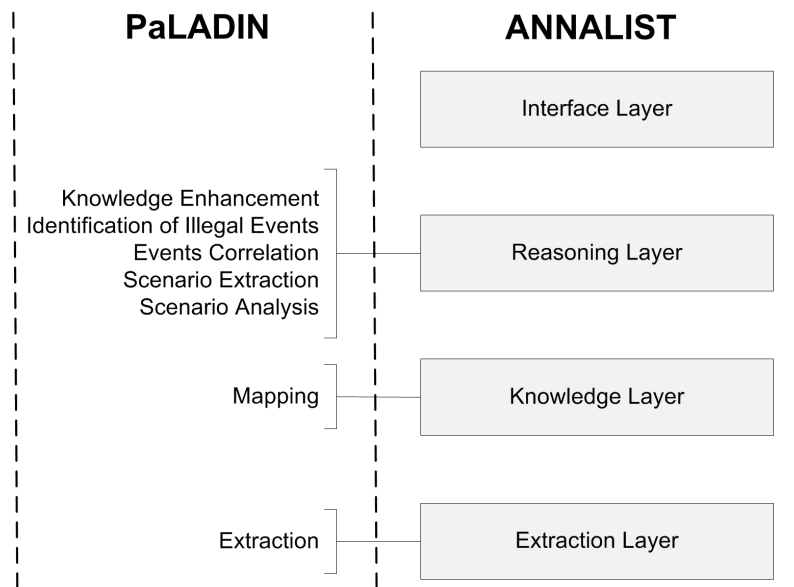 PaLADIN
ANNALIST
Interface Layer
Knowledge Enhancement
Identification of Illegal Events
Events Correlation
Scenario Extraction
Scenario Analysis
Reasoning Layer
Mapping
Knowledge Layer
Extraction
Extraction Layer